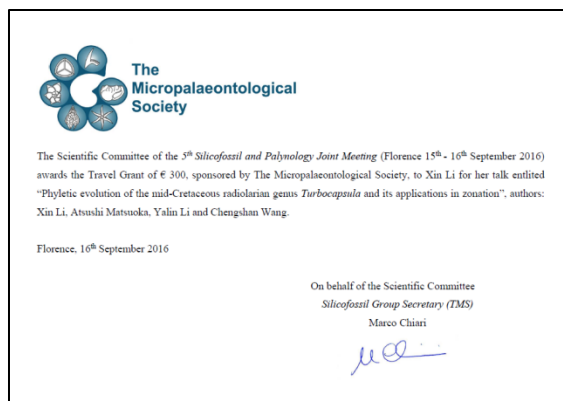 The
Micropalaeontological
Society
The Scientific Committee of the 5th Silicofossil and Palynology Joint Meeting (Florence 15th - 16th September 2016)
awards the Travel Grant of € 300, sponsored by The Micropalaeontological Society, to Xin Li for her talk entlited
“Phyletic evolution of the mid-Cretaceous radiolarian genus Turbocapsula and its applications in zonation”, authors:
Xin Li, Atsushi Matsuoka, Yalin Li and Chengshan Wang.
Florence, 16th September 2016
On behalf of the Scientific Committee
Silicofossil Group Secretary (TMS)
Marco Chiari